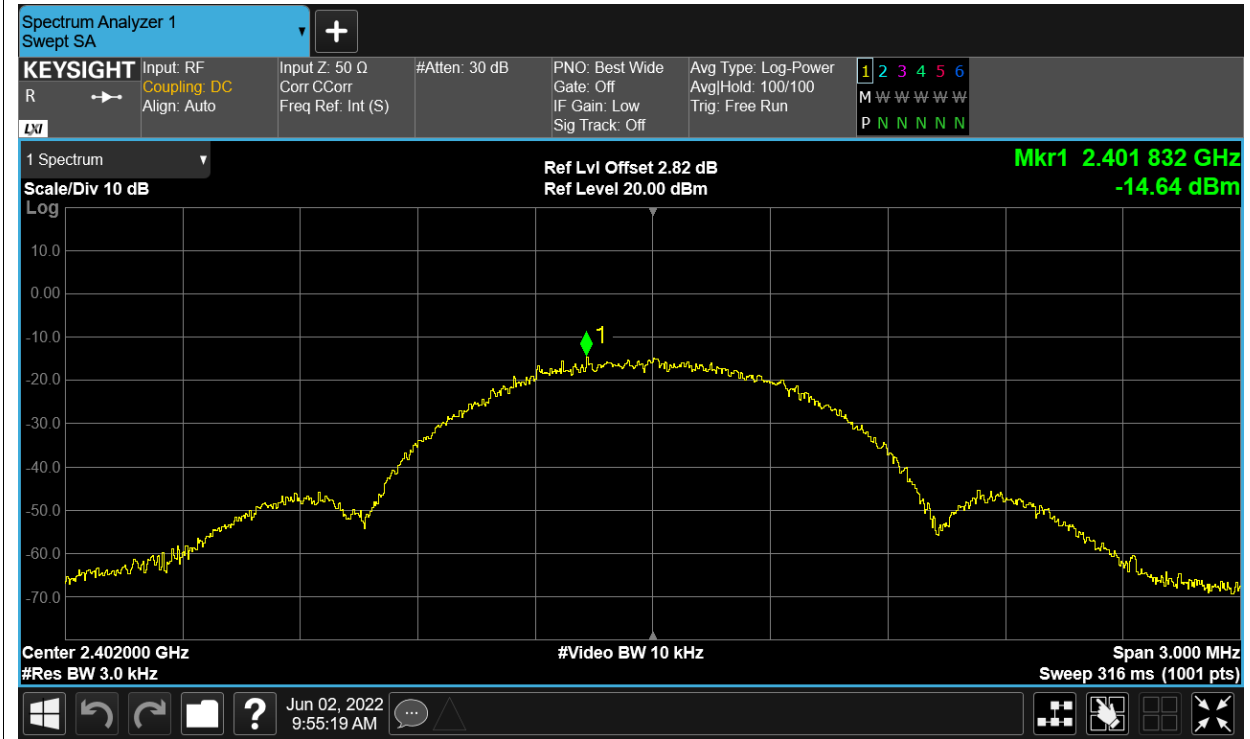 Spectrum Analyzer 1
Swept SA
+
KEYSIGHT
R
LXI
Input: RF
Coupling: DC
Align: Auto
Input Z: 50 Ω
Corr CCorr
Freq Ref: Int (S)
#Atten: 30 dB
PNO: Best Wide
Gate: Off
IF Gain: Low
Sig Track: Off
Avg Type: Log-Power
Avg|Hold: 100/100
Trig: Free Run
1 2 3 4 5 6
M W W W W W W
P N N N N N N
1 Spectrum
Scale/Div 10 dB
Log
Ref Lvl Offset 2.82 dB
Ref Level 20.00 dBm
Mkr1 2.401 832 GHz
-14.64 dBm
10.0
0.00
-10.0
-20.0
-30.0
-40.0
-50.0
-60.0
-70.0
1
Center 2.402000 GHz
#Res BW 3.0 kHz
#Video BW 10 kHz
Span 3.000 MHz
Sweep 316 ms (1001 pts)
?
Jun 02, 2022
9:55:19 AM